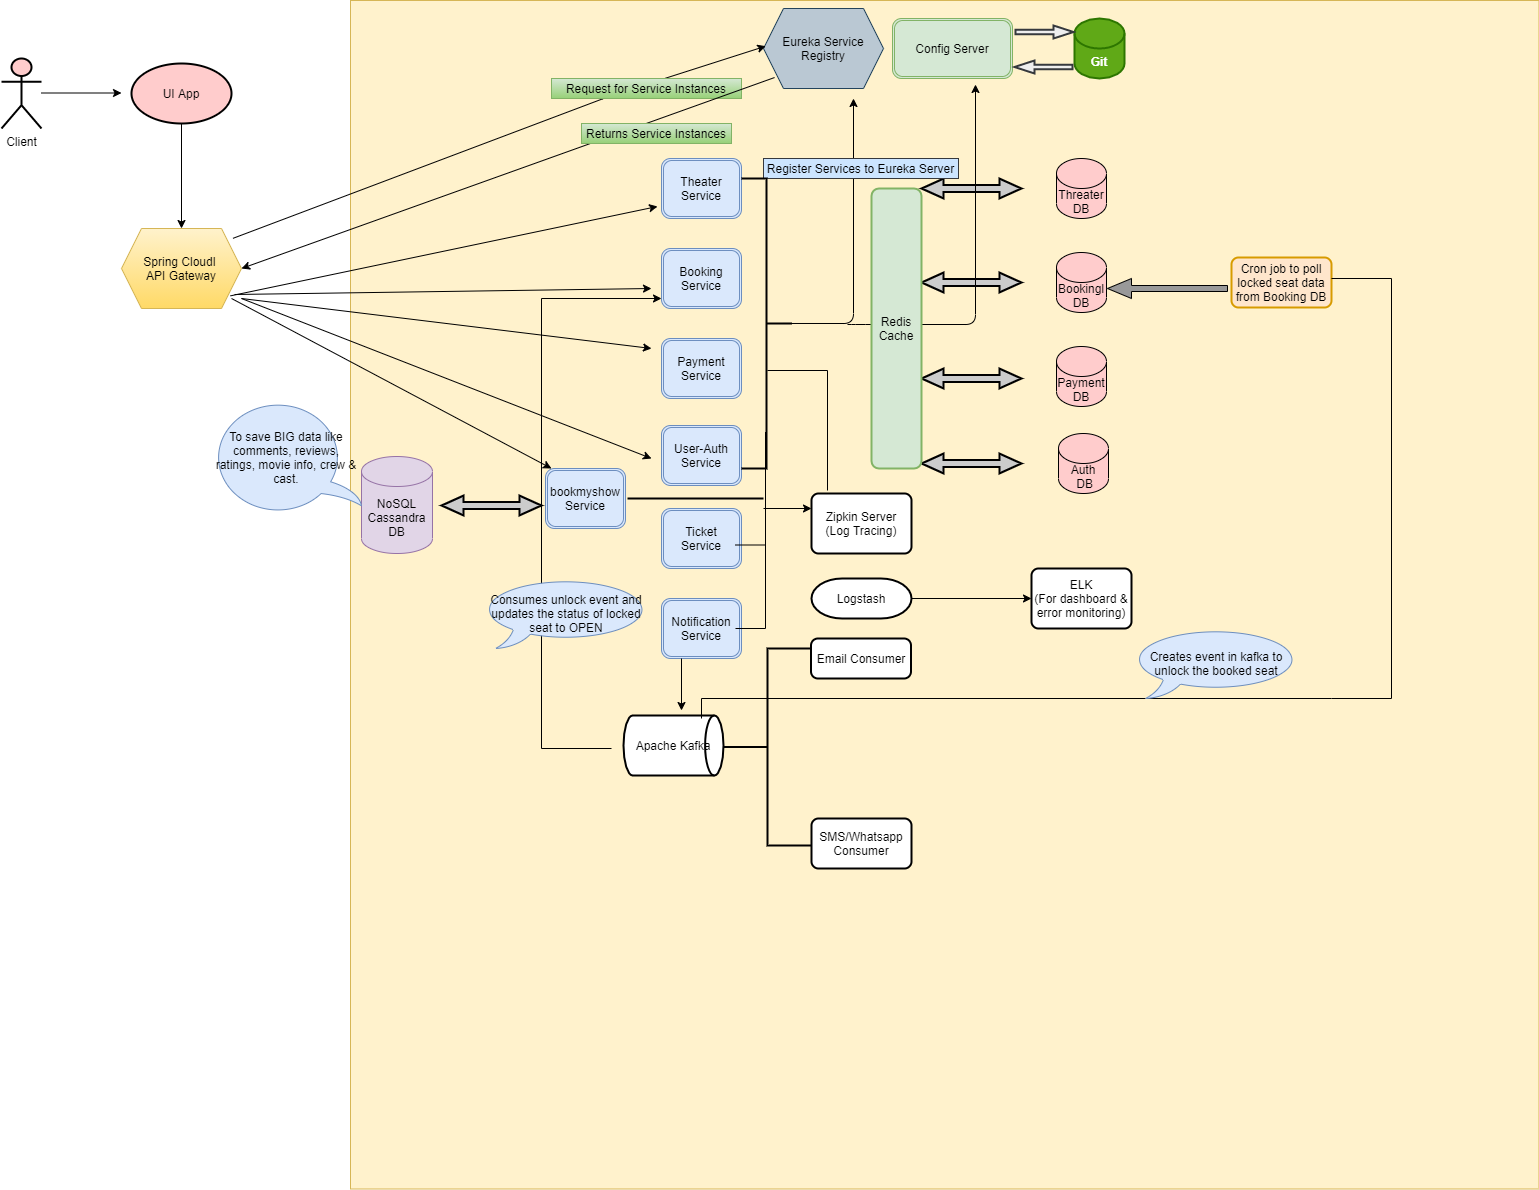 Eureka Service
Registry
Config Server
Git
Client
UI App
Request for Service Instances
Returns Service Instances
Register Services to Eureka Server
Theater
Service
Threater
DB
Spring Cloudl
API Gateway
Booking
Service
BookingI
DB
Cron job to poll
locked seat data
from Booking DB
Redis
Cache
Payment
Service
Payment
DB
To save BIG data like
comments, reviews,
ratings, movie info, crew &
cast.
User-Auth
Service
Auth
DB
NoSQL
Cassandra
DB
bookmyshow
Service
Zipkin Server
(Log Tracing)
Ticket
Service
Consumes unlock event and
updates the status of locked
seat to OPEN
Logstash
ELK
(For dashboard &
error monitoring)
Notification
Service
Email Consumer
Creates event in kafka to
unlock the booked seat
Apache Kafka
SMS/Whatsapp
Consumer